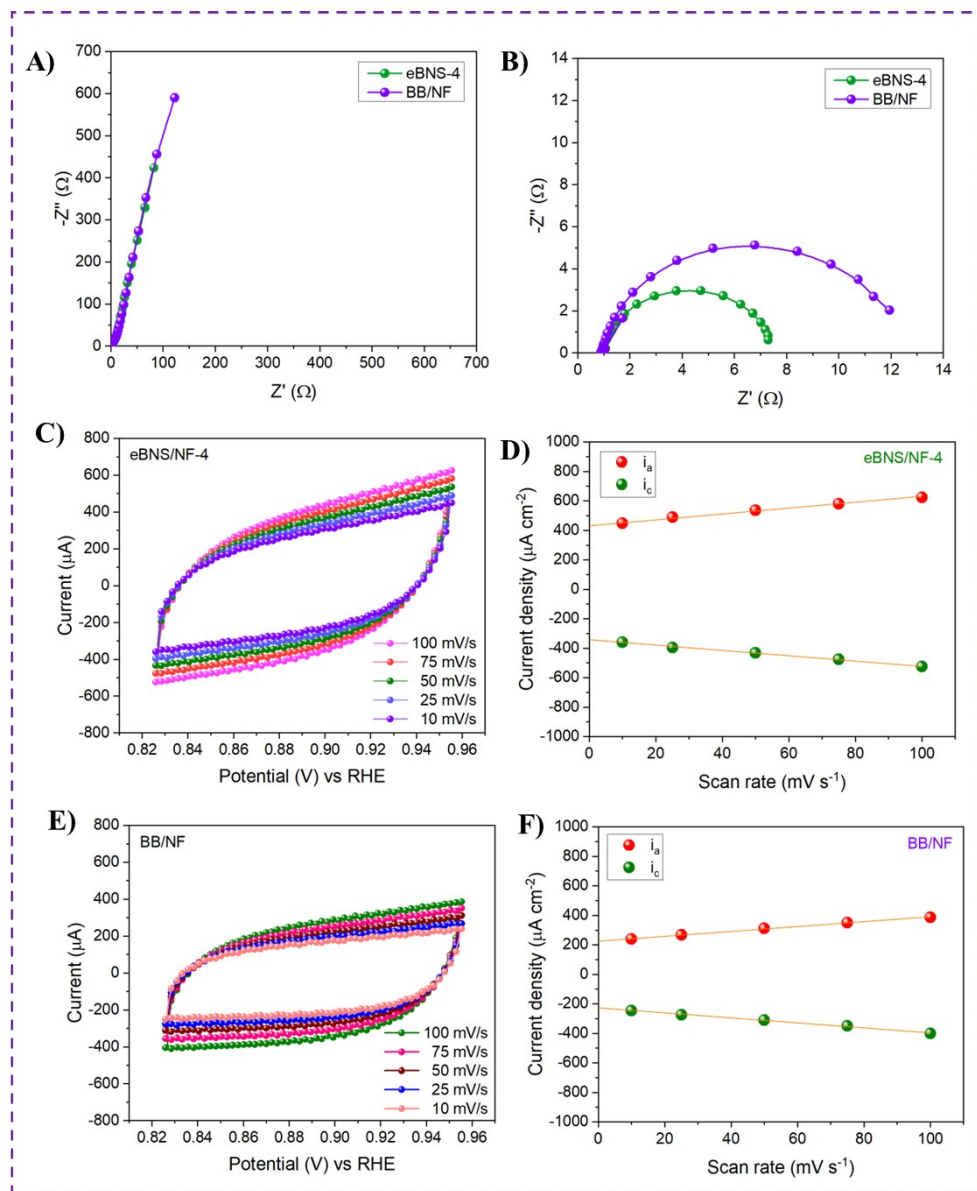 A)
700
600
500
400
300
200
100
0
0 100 200 300 400 500 600 700
-Z'' (Ω)
Z' (Ω)
eBNS-4
BB/NF
B)
14
12
10
8
6
4
2
0
0 2 4 6 8 10 12 14
-Z'' (Ω)
Z' (Ω)
eBNS-4
BB/NF
C)
eBNS/NF-4
800
600
400
200
0
-200
-400
-600
-800
Current (µA)
100 mV/s
75 mV/s
50 mV/s
25 mV/s
10 mV/s
0.82 0.84 0.86 0.88 0.90 0.92 0.94 0.96
Potential (V) vs RHE
D)
eBNS/NF-4
i_a
i_c
1000
800
600
400
200
0
-200
-400
-600
-800
-1000
Current density (µA cm⁻²)
0 20 40 60 80 100
Scan rate (mV s⁻¹)
E)
BB/NF
800
600
400
200
0
-200
-400
-600
-800
Current (µA)
100 mV/s
75 mV/s
50 mV/s
25 mV/s
10 mV/s
0.82 0.84 0.86 0.88 0.90 0.92 0.94 0.96
Potential (V) vs RHE
F)
BB/NF
i_a
i_c
1000
800
600
400
200
0
-200
-400
-600
-800
-1000
Current density (µA cm⁻²)
0 20 40 60 80 100
Scan rate (mV s⁻¹)